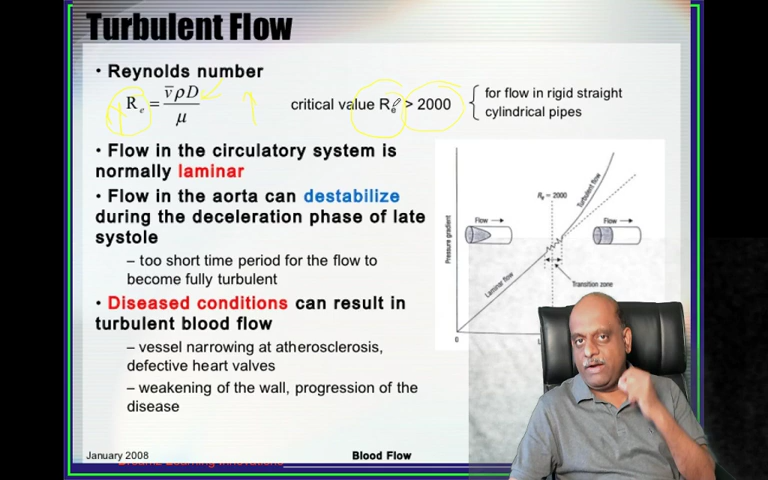 Turbulent Flow
• Reynolds number
Re = v̄ρD / μ
critical value Re > 2000
for flow in rigid straight
cylindrical pipes
• Flow in the circulatory system is
normally laminar
• Flow in the aorta can destabilize
during the deceleration phase of late
systole
– too short time period for the flow to
become fully turbulent
• Diseased conditions can result in
turbulent blood flow
– vessel narrowing at atherosclerosis,
defective heart valves
– weakening of the wall, progression of the
disease
Pressure gradient
Re = 2000
Turbulent flow
Flow
Flow
Laminar flow
Transition zone
0
January 2008
Blood Flow